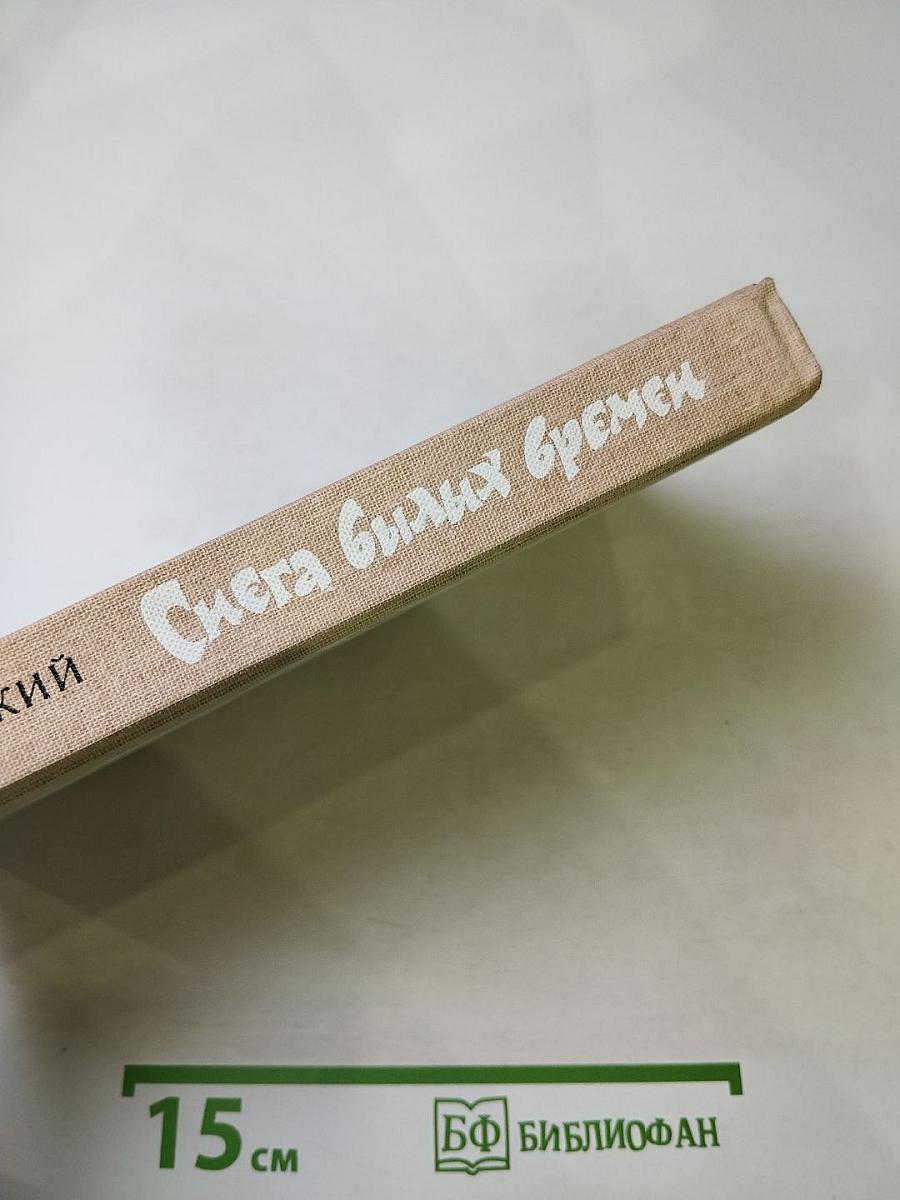 кий Снега былых времен
15 см
БФ БИБЛИОФАН